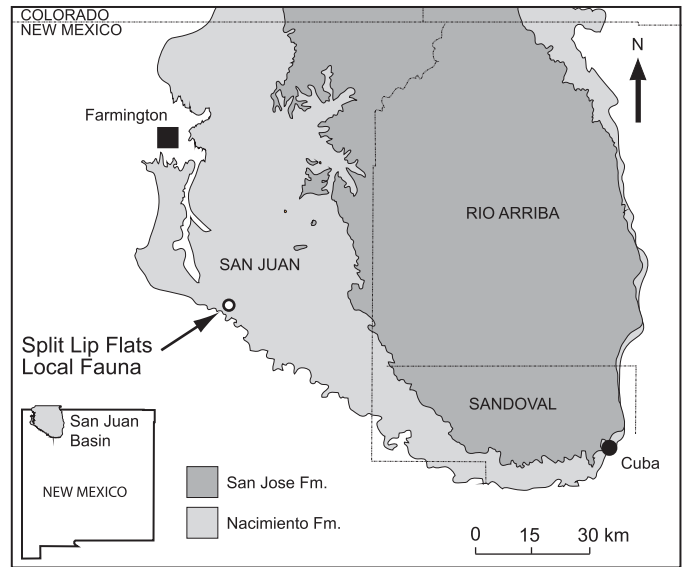 COLORADO
NEW MEXICO
N
Farmington
RIO ARRIBA
SAN JUAN
Split Lip Flats
Local Fauna
SANDOVAL
San Juan
Basin
Cuba
San Jose Fm.
NEW MEXICO
Nacimiento Fm.
0 15 30 km